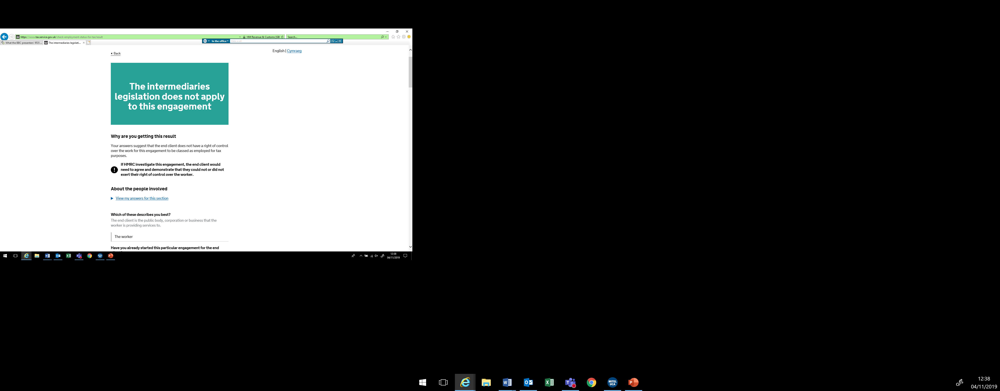 https://www.tax.service.gov.uk/check-employment-status-for-tax/result
HM Revenue & Customs [GB
Search...
What the BBC presenters' IR35 ...
The intermediaries legislati...
In the office
Make a call
Back
English | Cymraeg
The intermediaries
legislation does not apply
to this engagement
Why are you getting this result
Your answers suggest that the end client does not have a right of control
over the work for this engagement to be classed as employed for tax
purposes.
If HMRC investigate this engagement, the end client would
need to agree and demonstrate that they could not or did not
exert their right of control over the worker.
About the people involved
View my answers for this section
Which of these describes you best?
The end client is the public body, corporation or business that the
worker is providing services to.
The worker
Have you already started this particular engagement for the end
12:38
04/11/2019
MITEL
UCA
12:38
04/11/2019